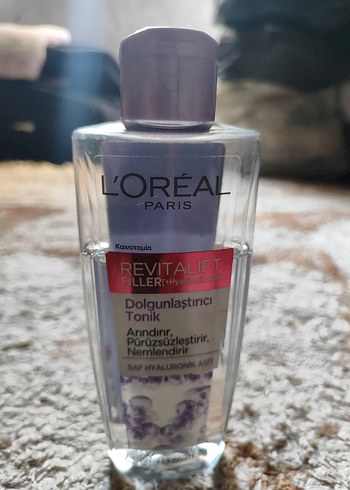 L'ORÉAL
PARIS
Καινοτομία
REVITALIFT
FILLER
Dolgunlaştırıcı
Tonik
Arındırır,
Pürüzsüzleştirir,
Nemlendirir
SAF HYALURONİK ASİT